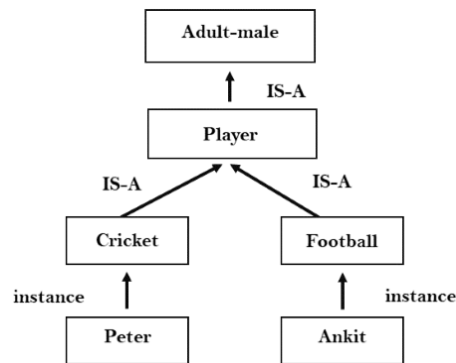 Adult-male
IS-A
Player
IS-A
IS-A
Cricket
Football
instance
instance
Peter
Ankit